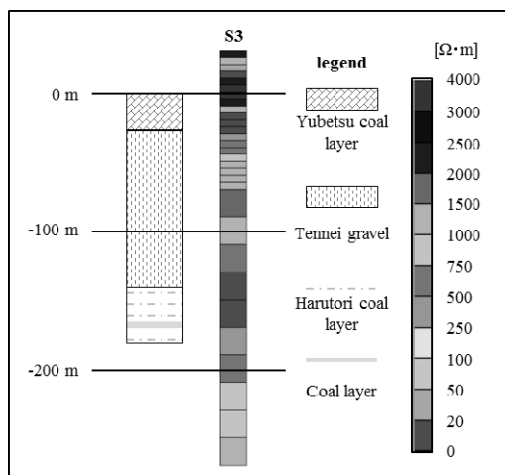 S3
[Ω·m]
legend
0 m
-100 m
-200 m
Yubetsu coal
layer
Tennei gravel
Harutori coal
layer
Coal layer
4000
3000
2500
2000
1500
1000
750
500
250
100
50
20
0